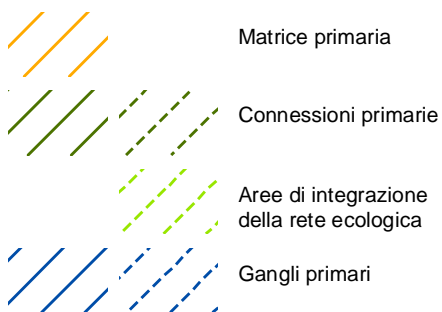 Matrice primaria
Connessioni primarie
Aree di integrazione
della rete ecologica
Gangli primari